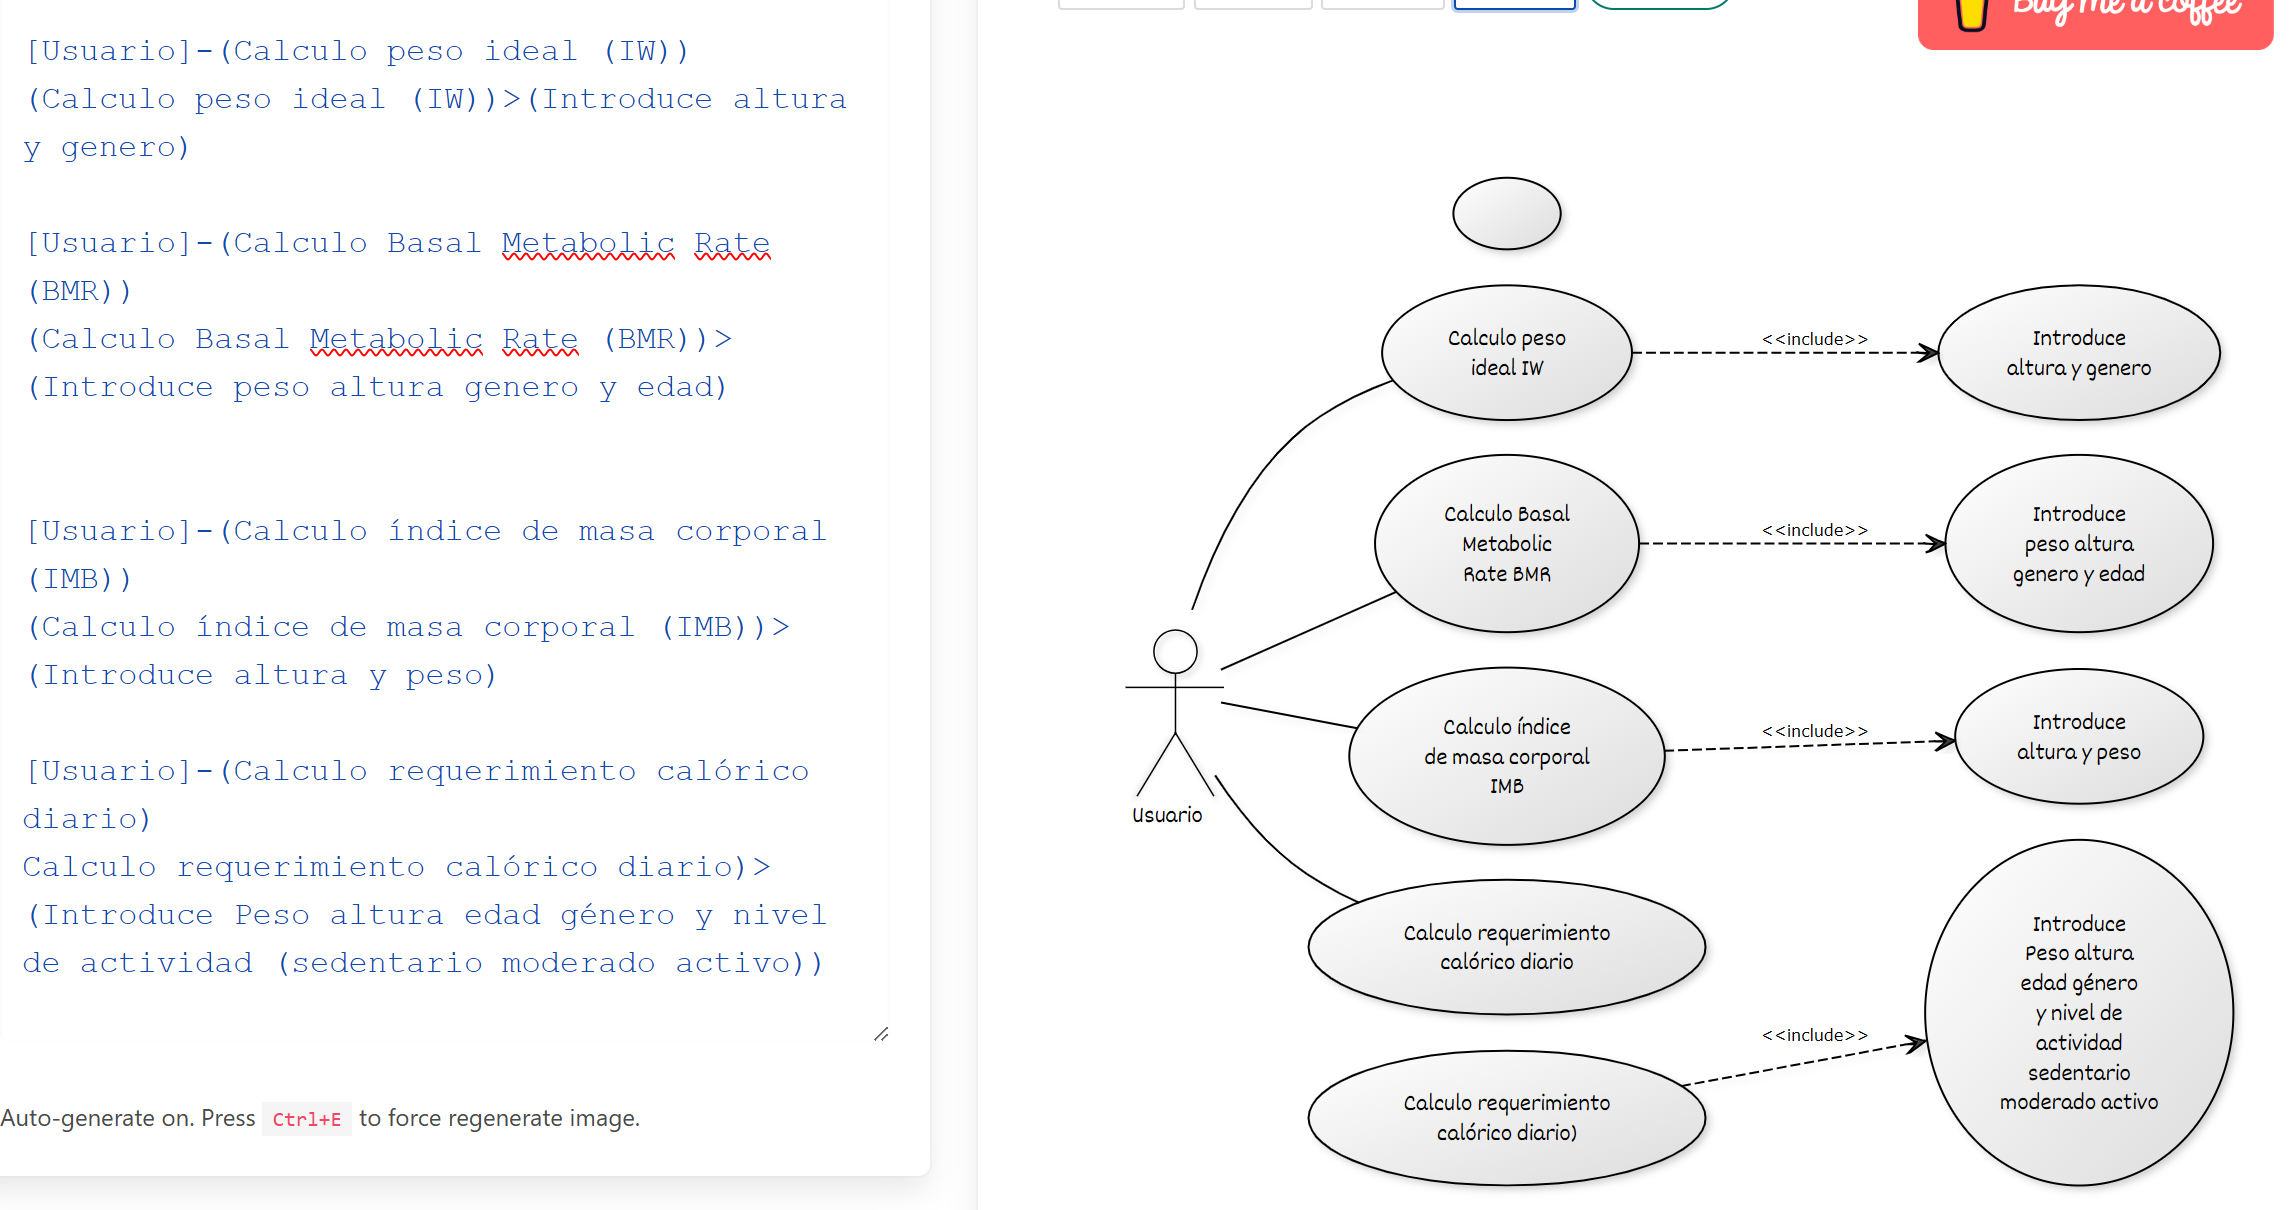 [Usuario]-(Calculo peso ideal (IW))
(Calculo peso ideal (IW))>(Introduce altura
y genero)
[Usuario]-(Calculo Basal Metabolic Rate
(BMR))
(Calculo Basal Metabolic Rate (BMR))>
(Introduce peso altura genero y edad)
[Usuario]-(Calculo índice de masa corporal
(IMB))
(Calculo índice de masa corporal (IMB))>
(Introduce altura y peso)
[Usuario]-(Calculo requerimiento calórico
diario)
Calculo requerimiento calórico diario)>
(Introduce Peso altura edad género y nivel
de actividad (sedentario moderado activo))
Auto-generate on. Press Ctrl+E to force regenerate image.
Buy me a coffee
Calculo peso
ideal IW
<<include>>
Introduce
altura y genero
Calculo Basal
Metabolic
Rate BMR
<<include>>
Introduce
peso altura
genero y edad
Usuario
Calculo índice
de masa corporal
IMB
<<include>>
Introduce
altura y peso
Calculo requerimiento
calórico diario
Calculo requerimiento
calórico diario)
<<include>>
Introduce
Peso altura
edad género
y nivel de
actividad
sedentario
moderado activo